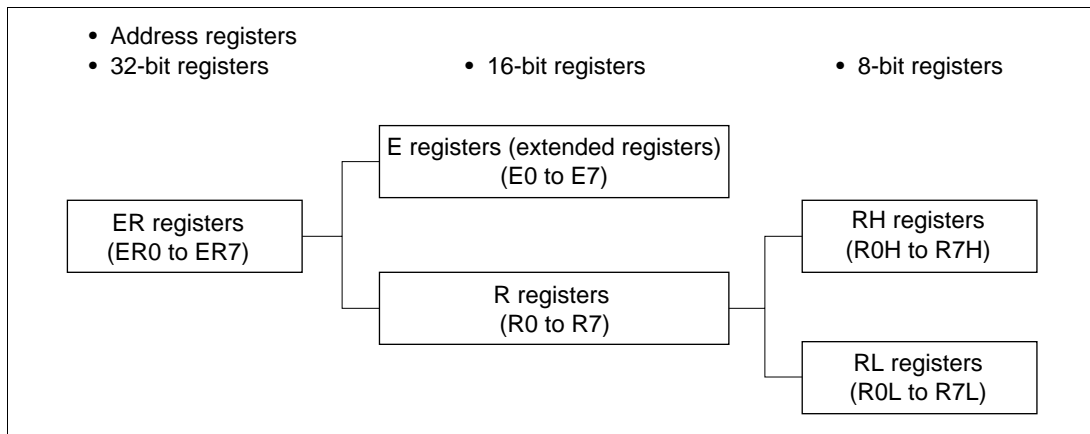 • Address registers
• 32-bit registers
• 16-bit registers
• 8-bit registers
E registers (extended registers)
(E0 to E7)
ER registers
(ER0 to ER7)
RH registers
(R0H to R7H)
R registers
(R0 to R7)
RL registers
(R0L to R7L)